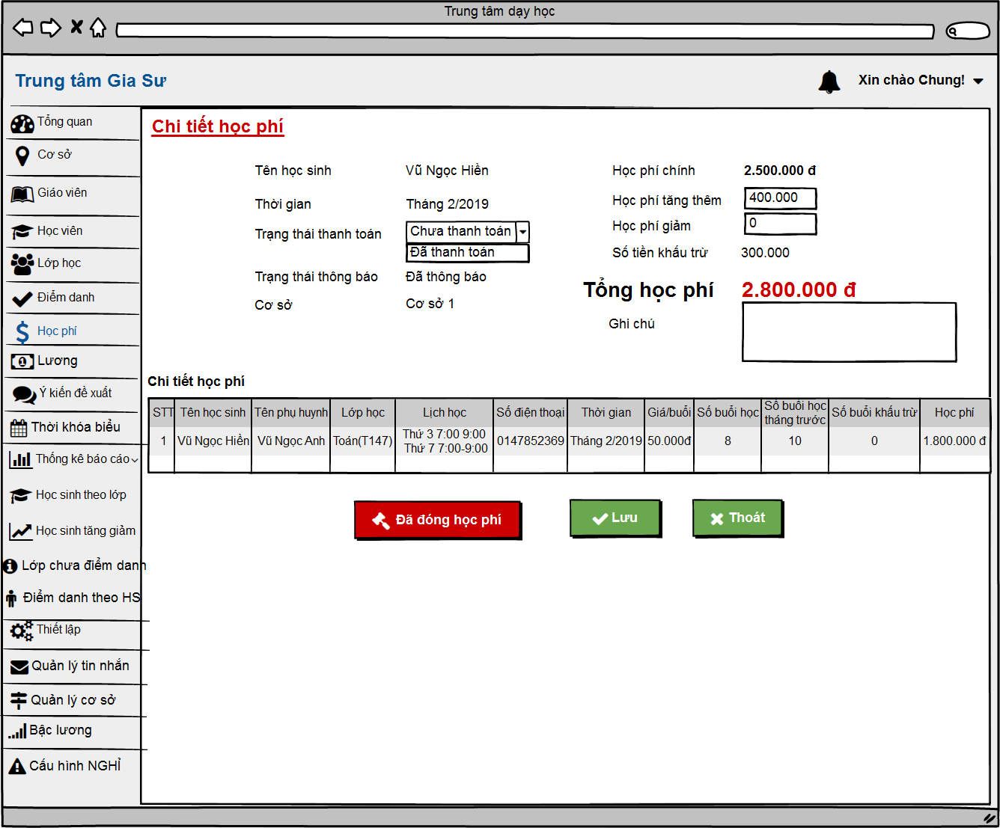 Trung tâm dạy học
Trung tâm Gia Sư
Xin chào Chung!
Tổng quan
Cơ sở
Giáo viên
Học viên
Lớp học
Điểm danh
Học phí
Lương
Ý kiến đề xuất
Thời khóa biểu
Thống kê báo cáo
Học sinh theo lớp
Học sinh tăng giảm
Lớp chưa điểm danh
Điểm danh theo HS
Thiết lập
Quản lý tin nhắn
Quản lý cơ sở
Bậc lương
Cấu hình NGHỈ
Chi tiết học phí
Tên học sinh Vũ Ngọc Hiền
Thời gian Tháng 2/2019
Trạng thái thanh toán Chưa thanh toán
Đã thanh toán
Trạng thái thông báo Đã thông báo
Cơ sở Cơ sở 1
Học phí chính 2.500.000 đ
Học phí tăng thêm 400.000
Học phí giảm 0
Số tiền khấu trừ 300.000
Tổng học phí 2.800.000 đ
Ghi chú
Chi tiết học phí
STT Tên học sinh Tên phụ huynh Lớp học Lịch học Số điện thoại Thời gian Giá/buổi Số buổi học Số buổi học tháng trước Số buổi khấu trừ Học phí
1 Vũ Ngọc Hiền Vũ Ngọc Anh Toán(T147) Thứ 3 7:00 9:00 Thứ 7 7:00-9:00 0147852369 Tháng 2/2019 50.000đ 8 10 0 1.800.000 đ
Đã đóng học phí Lưu Thoát